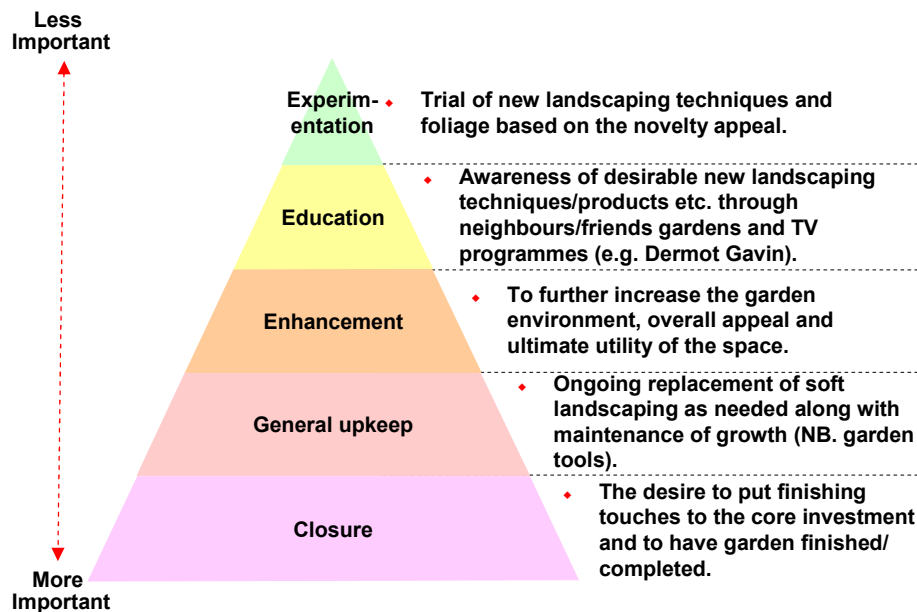 Less
Important
Experim-
entation
Trial of new landscaping techniques and
foliage based on the novelty appeal.
Education
Awareness of desirable new landscaping
techniques/products etc. through
neighbours/friends gardens and TV
programmes (e.g. Dermot Gavin).
Enhancement
To further increase the garden
environment, overall appeal and
ultimate utility of the space.
General upkeep
Ongoing replacement of soft
landscaping as needed along with
maintenance of growth (NB. garden
tools).
Closure
The desire to put finishing
touches to the core investment
and to have garden finished/
completed.
More
Important